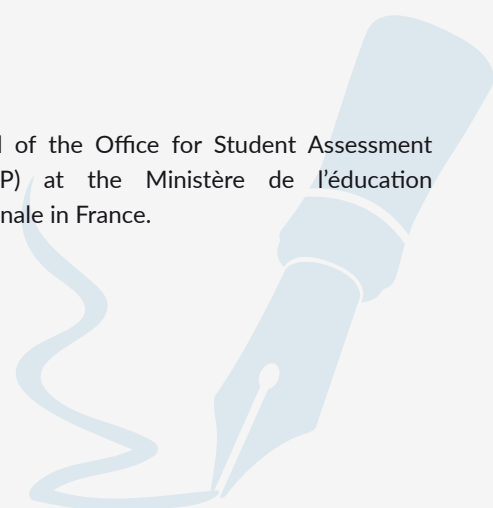 of the Office for Student Assessment
P) at the Ministère de l’éducation
nale in France.